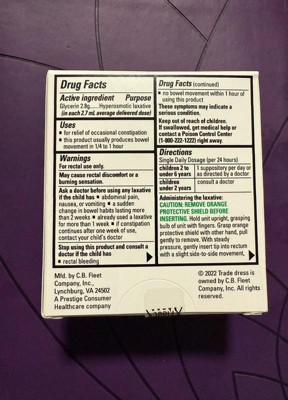 Drug Facts
Active ingredient Purpose
Glycerin 2.8g......Hyperosmotic laxative
(in each 2.7 mL average delivered dose)
Uses
▪ for relief of occasional constipation
▪ this product usually produces bowel
movement in 1/4 to 1 hour
Warnings
For rectal use only.
May cause rectal discomfort or a
burning sensation.
Ask a doctor before using any laxative
if the child has ▪ abdominal pain,
nausea, or vomiting ▪ a sudden
change in bowel habits lasting more
than 2 weeks ▪ already used a laxative
for more than 1 week ▪ if constipation
continues after one week of use,
contact your child's doctor
Stop using this product and consult a
doctor if the child has
▪ rectal bleeding
Mfd. by C.B. Fleet
Company, Inc.,
Lynchburg, VA 24502
A Prestige Consumer
Healthcare company
Drug Facts (continued)
▪ no bowel movement within 1 hour of
using this product
These symptoms may indicate a
serious condition.
Keep out of reach of children.
If swallowed, get medical help or
contact a Poison Control Center
(1-800-222-1222) right away.
Directions
Single Daily Dosage (per 24 hours)
children 2 to 1 suppository per day or
under 6 years as directed by a doctor
children consult a doctor
under 2 years
Administering the laxative:
CAUTION: REMOVE ORANGE
PROTECTIVE SHIELD BEFORE
INSERTING. Hold unit upright, grasping
bulb of unit with fingers. Grasp orange
protective shield with other hand, pull
gently to remove. With steady
pressure, gently insert tip into rectum
with a slight side-to-side movement.
© 2022 Trade dress is
owned by C.B. Fleet
Company, Inc. All rights
reserved.